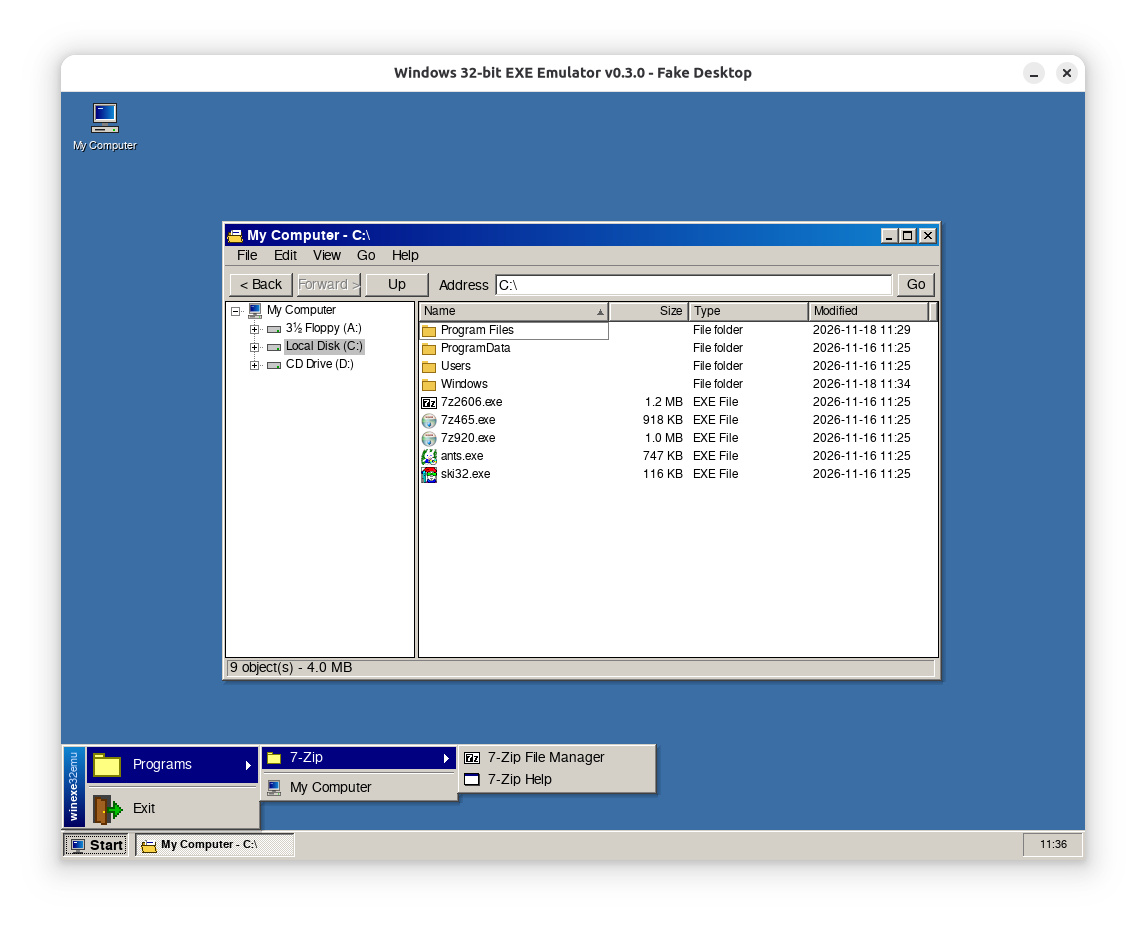 Windows 32-bit EXE Emulator v0.3.0 - Fake Desktop
My Computer
My Computer - C:\
File Edit View Go Help
< Back Forward > Up Address C:\ Go
My Computer
3½ Floppy (A:)
Local Disk (C:)
CD Drive (D:)
Name Size Type Modified
Program Files File folder 2026-11-18 11:29
ProgramData File folder 2026-11-16 11:25
Users File folder 2026-11-16 11:25
Windows File folder 2026-11-18 11:34
7z2606.exe 1.2 MB EXE File 2026-11-16 11:25
7z465.exe 918 KB EXE File 2026-11-16 11:25
7z920.exe 1.0 MB EXE File 2026-11-16 11:25
ants.exe 747 KB EXE File 2026-11-16 11:25
ski32.exe 116 KB EXE File 2026-11-16 11:25
9 object(s) - 4.0 MB
winexe32emu
Programs
Exit
7-Zip
My Computer
7-Zip File Manager
7-Zip Help
Start My Computer - C:\ 11:36